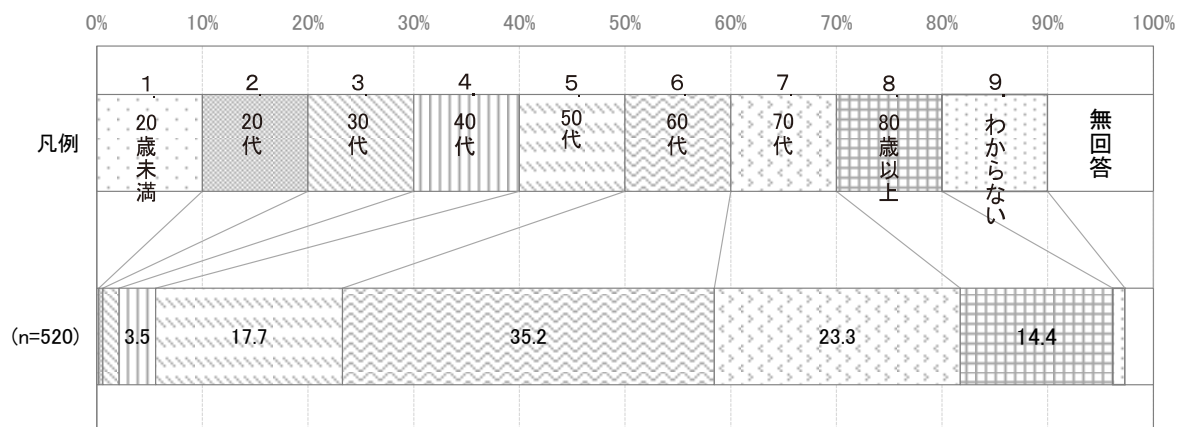 0% 10% 20% 30% 40% 50% 60% 70% 80% 90% 100%
凡例
1. 20歳未満
2. 20代
3. 30代
4. 40代
5. 50代
6. 60代
7. 70代
8. 80歳以上
9. わからない
無回答
(n=520) 3.5 17.7 35.2 23.3 14.4